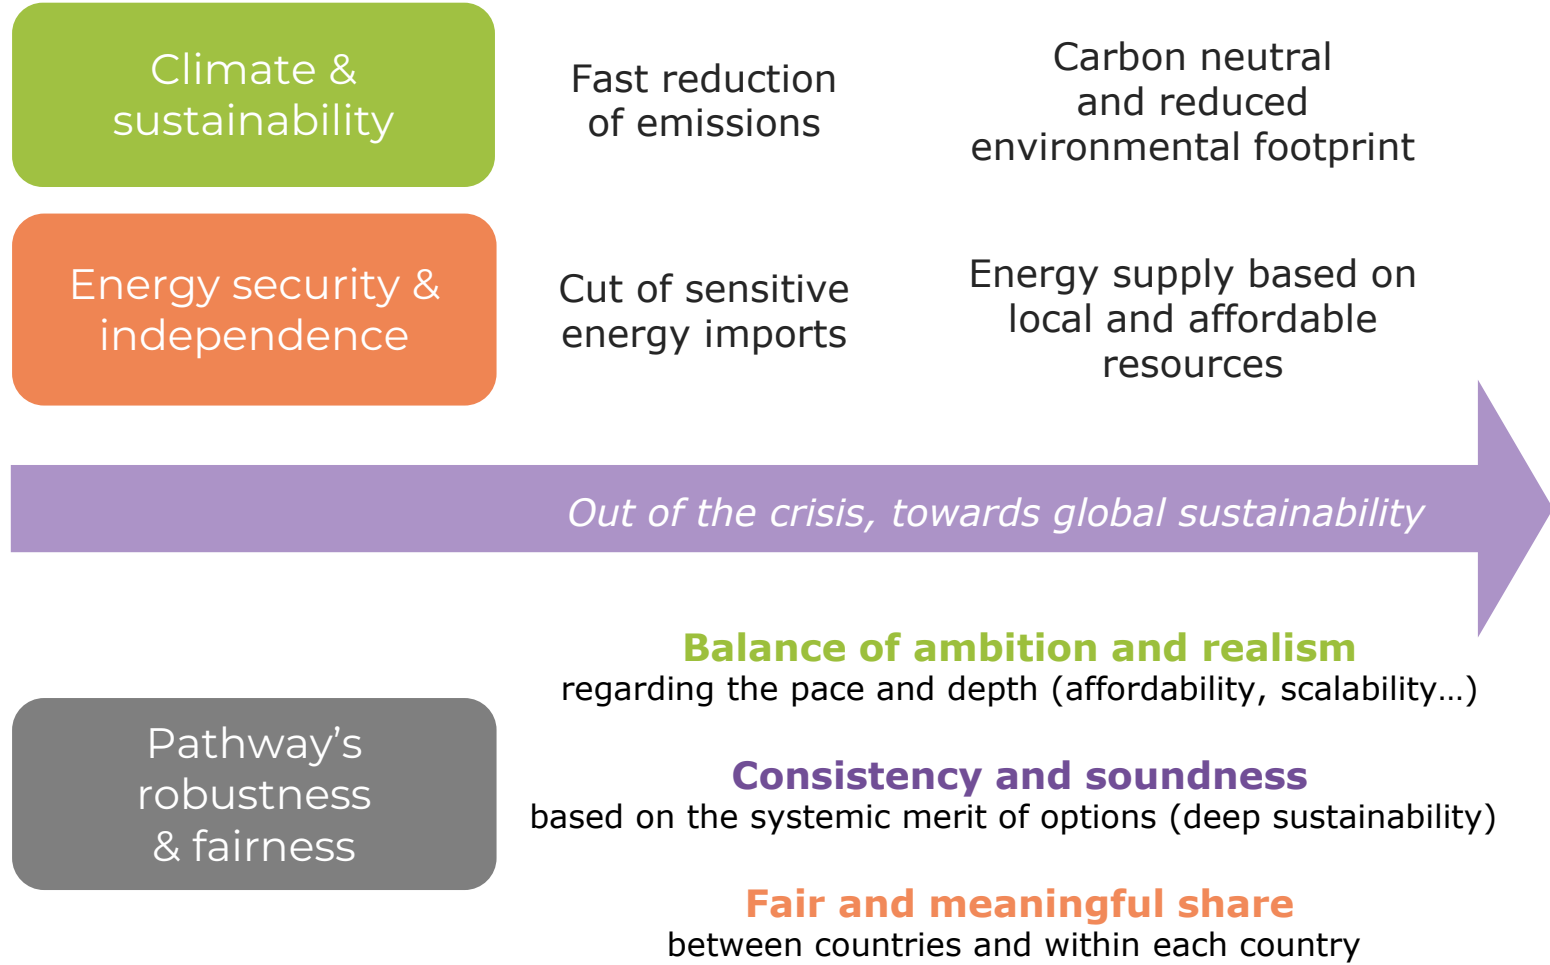 Climate &
sustainability
Fast reduction
of emissions
Carbon neutral
and reduced
environmental footprint
Energy security &
independence
Cut of sensitive
energy imports
Energy supply based on
local and affordable
resources
Out of the crisis, towards global sustainability
Pathway’s
robustness
& fairness
Balance of ambition and realism
regarding the pace and depth (affordability, scalability…)
Consistency and soundness
based on the systemic merit of options (deep sustainability)
Fair and meaningful share
between countries and within each country